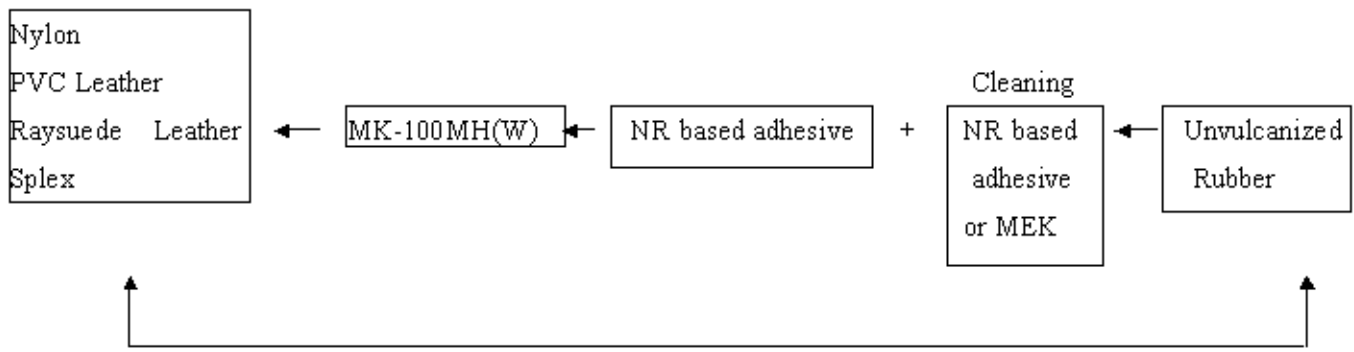 Nylon
PVC Leather
Raysuede Leather
Splex
MK-100MH(W)
NR based adhesive
+
Cleaning
NR based
adhesive
or MEK
Unvulcanized
Rubber